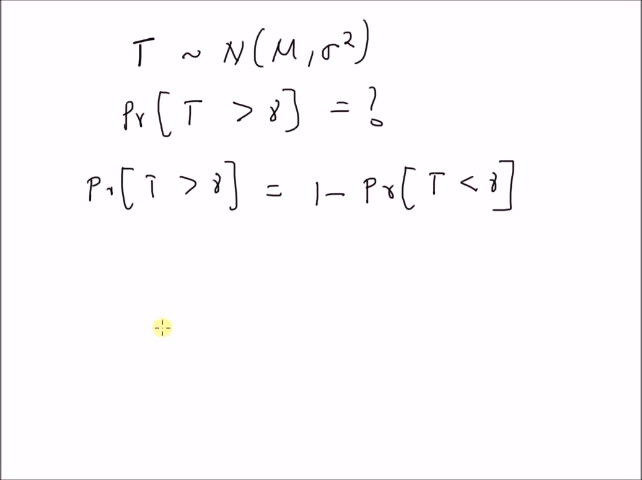 T ~ N(μ, σ²)
Pr[T > γ] = ?
Pr[T > γ] = 1 - Pr[T < γ]